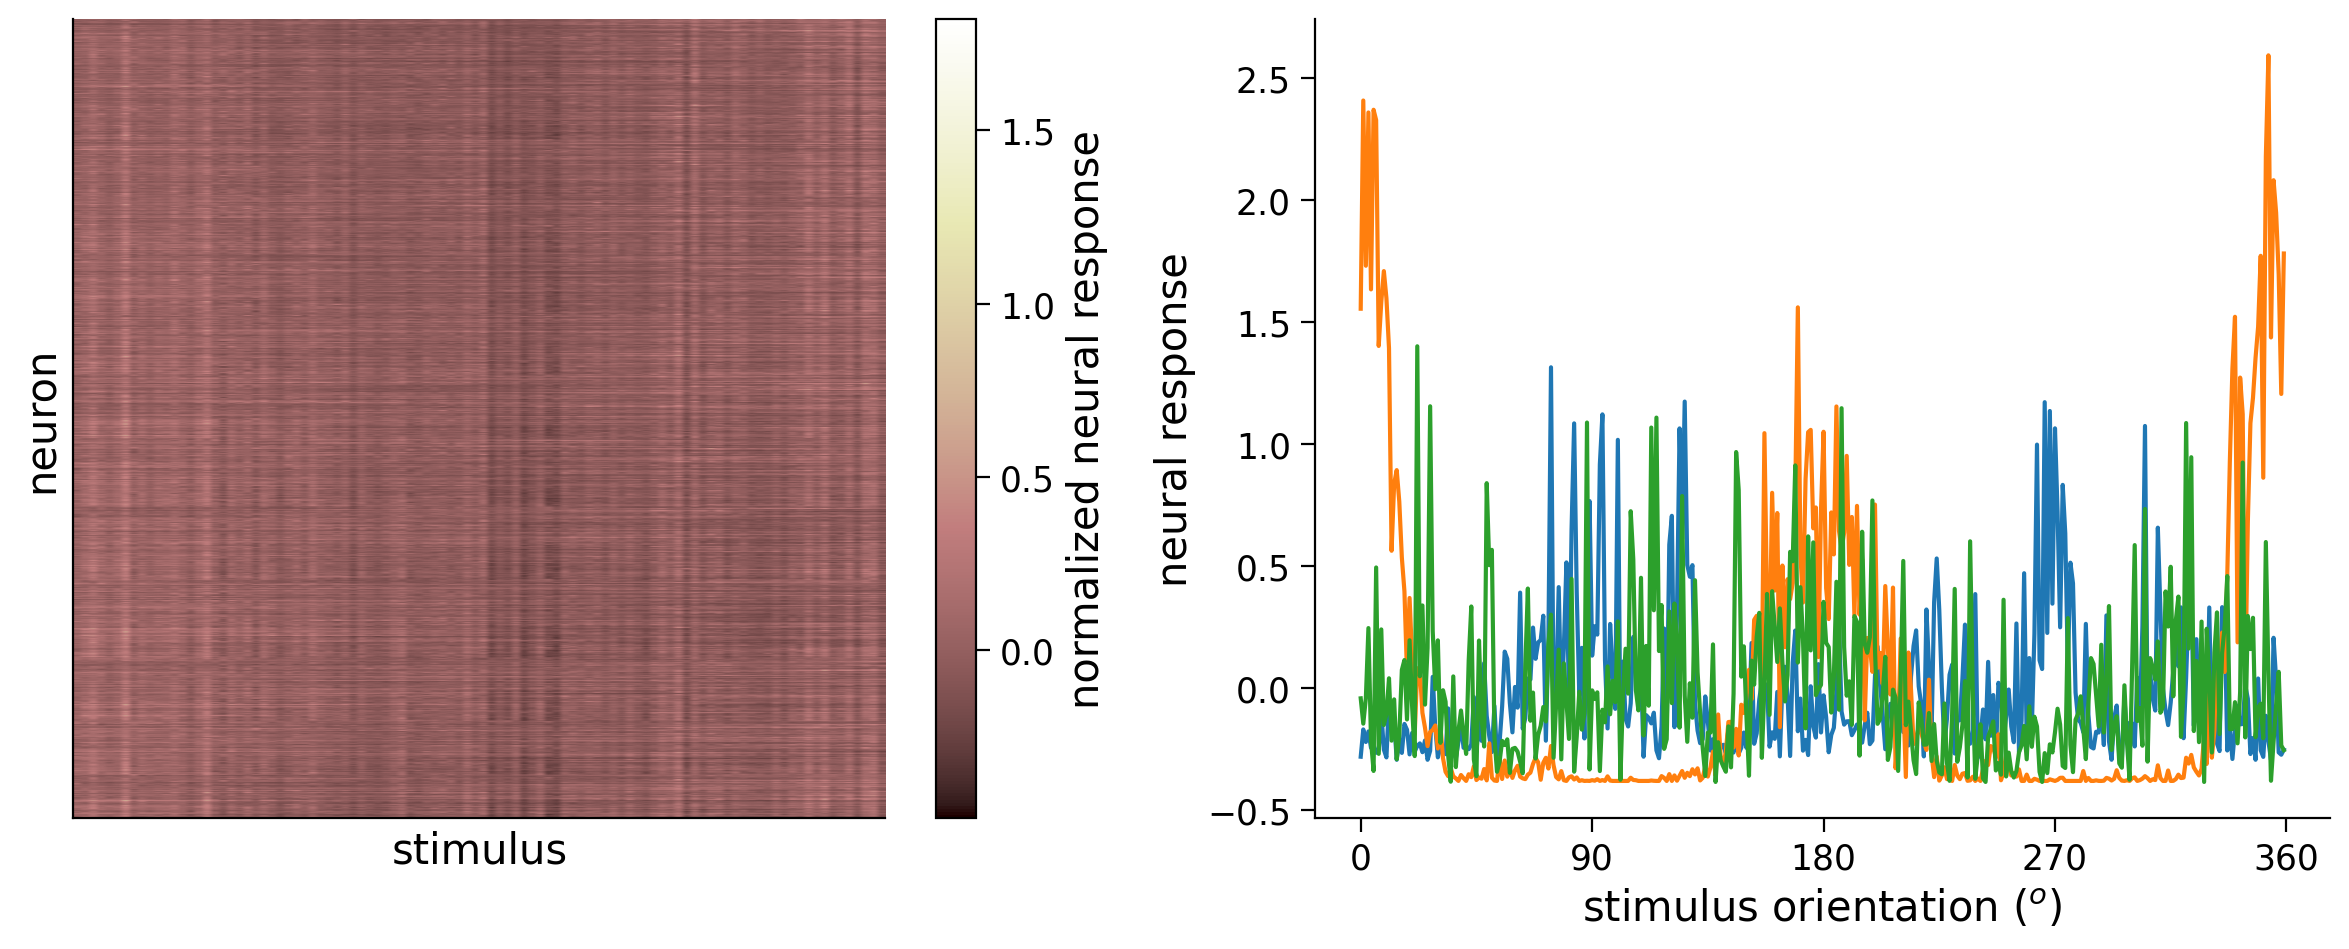 neuron
stimulus
1.5
1.0
0.5
0.0
normalized neural response
neural response
2.5
2.0
1.5
1.0
0.5
0.0
−0.5
0 90 180 270 360
stimulus orientation (°)